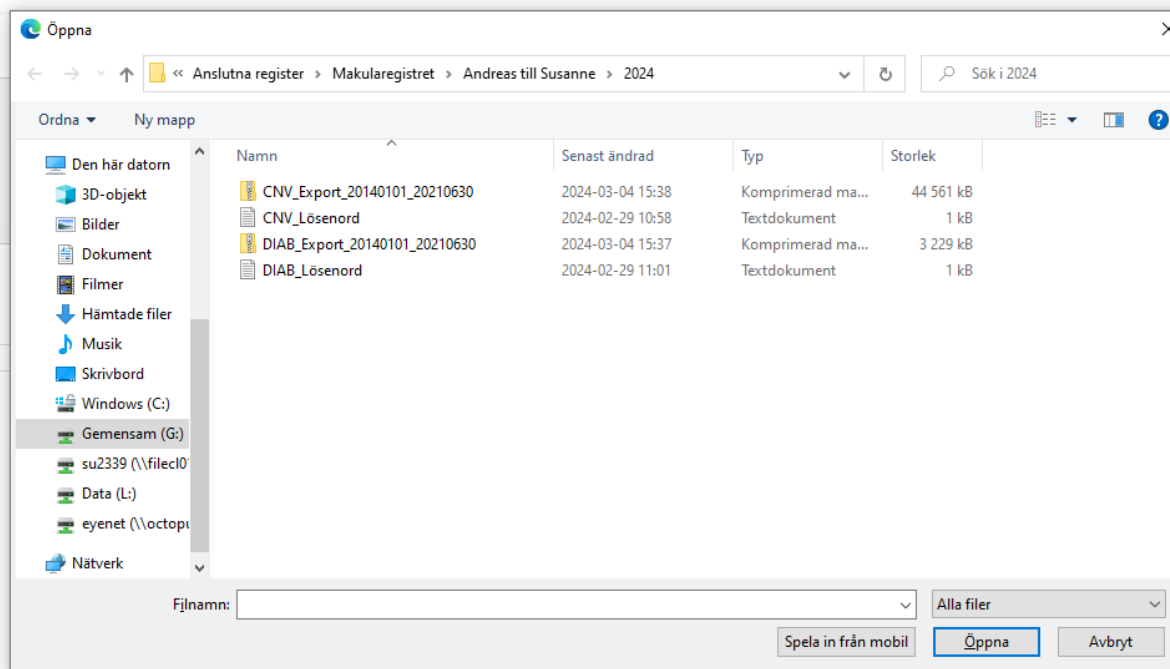 Öppna
« Anslutna register › Makularegistret › Andreas till Susanne › 2024
Sök i 2024
Ordna
Ny mapp
Namn
Senast ändrad
Typ
Storlek
CNV_Export_20140101_20210630 2024-03-04 15:38 Komprimerad ma... 44 561 kB
CNV_Lösenord 2024-02-29 10:58 Textdokument 1 kB
DIAB_Export_20140101_20210630 2024-03-04 15:37 Komprimerad ma... 3 229 kB
DIAB_Lösenord 2024-02-29 11:01 Textdokument 1 kB
Den här datorn
3D-objekt
Bilder
Dokument
Filmer
Hämtade filer
Musik
Skrivbord
Windows (C:)
Gemensam (G:)
su2339 (\\filecl0
Data (L:)
eyenet (\\octopu
Nätverk
Filnamn:
Alla filer
Spela in från mobil
Öppna
Avbryt